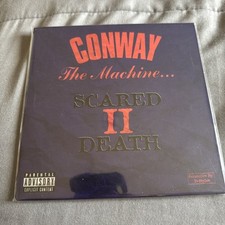 CONWAY
The Machine...
SCARED
II
DEATH
PARENTAL
ADVISORY
EXPLICIT CONTENT